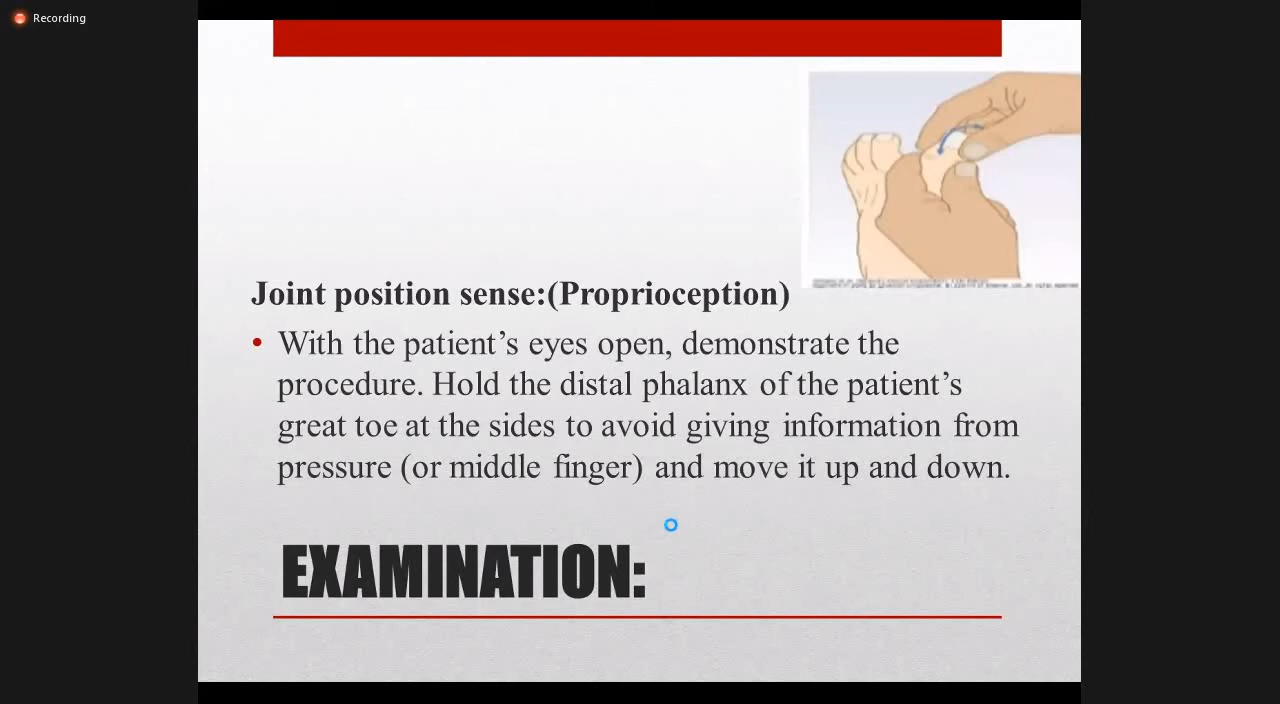 Recording
Joint position sense:(Proprioception)
• With the patient’s eyes open, demonstrate the
procedure. Hold the distal phalanx of the patient’s
great toe at the sides to avoid giving information from
pressure (or middle finger) and move it up and down.
EXAMINATION: